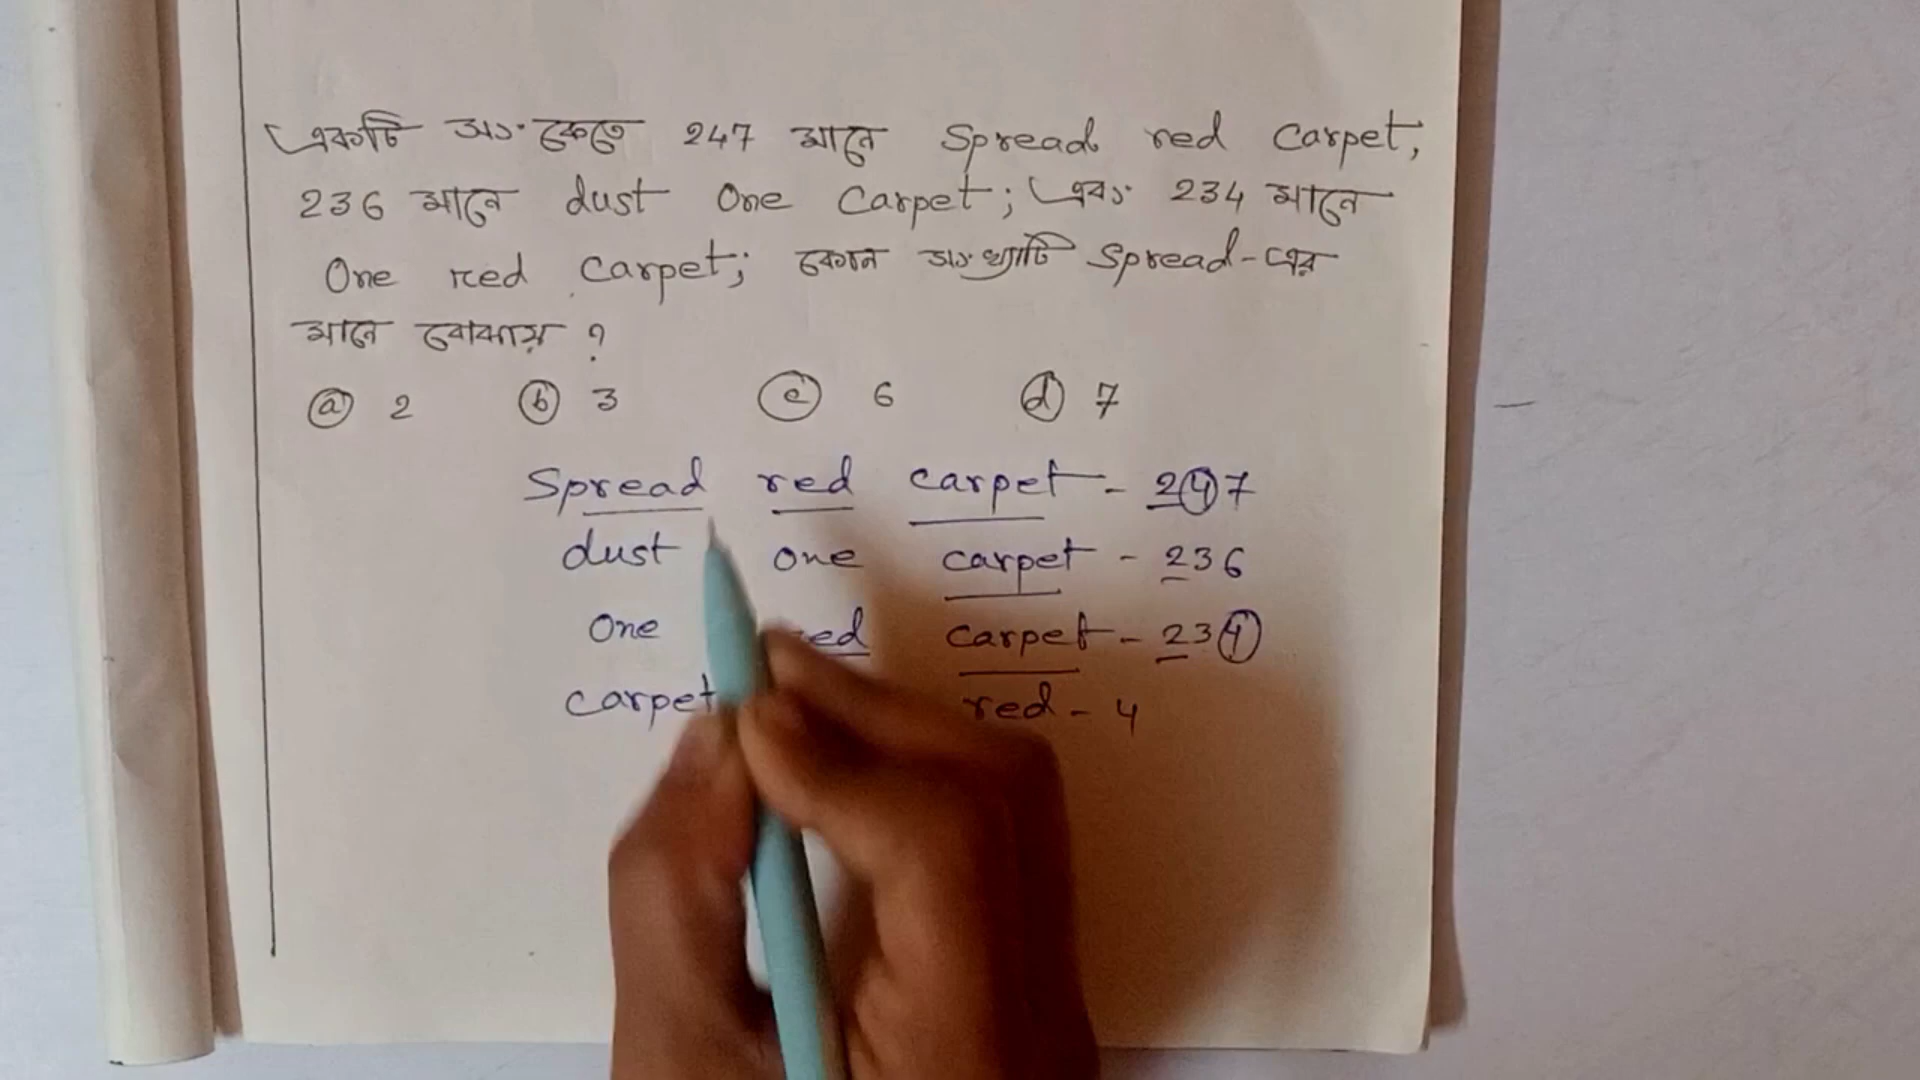 একটি সংকেতে 247 মানে Spread red carpet,
236 মানে dust One Carpet; এবং 234 মানে
One red Carpet; কোন সংখ্যাটি Spread-এর
মানে বোঝায় ?
(a) 2 (b) 3 (c) 6 (d) 7
Spread red carpet - 247
dust one carpet - 236
One red carpet - 234
carpet red - 4